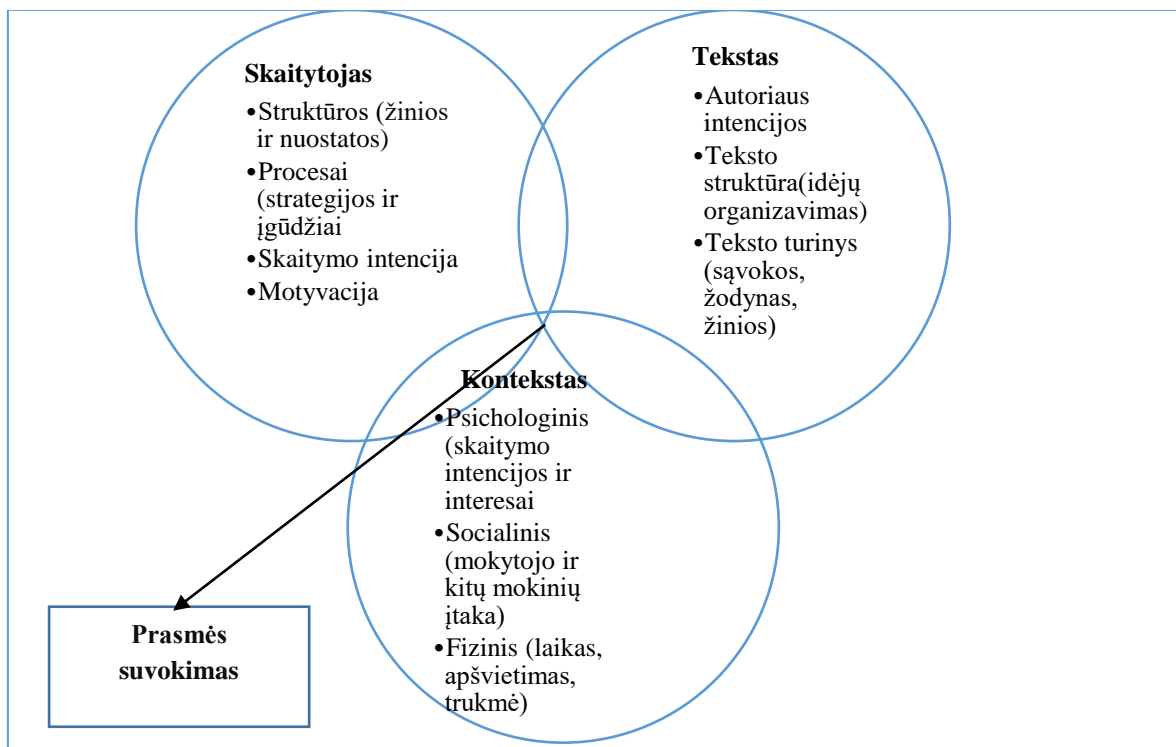 Skaitytojas
•Struktūros (žinios
ir nuostatos)
•Procesai
(strategijos ir
įgūdžiai
•Skaitymo intencija
•Motyvacija
Tekstas
•Autoriaus
intencijos
•Teksto
struktūra(idėjų
organizavimas)
•Teksto turinys
(sąvokos,
žodynas,
žinios)
Kontekstas
•Psichologinis
(skaitymo
intencijos ir
interesai
•Socialinis
(mokytojo ir
kitų mokinių
įtaka)
•Fizinis (laikas,
apšvietimas,
trukmė)
Prasmės
suvokimas